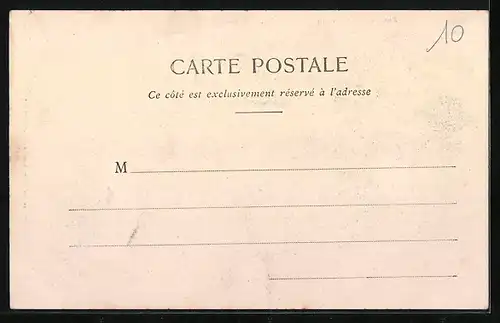 10
CARTE POSTALE
Ce côté est exclusivement réservé à l'adresse
M